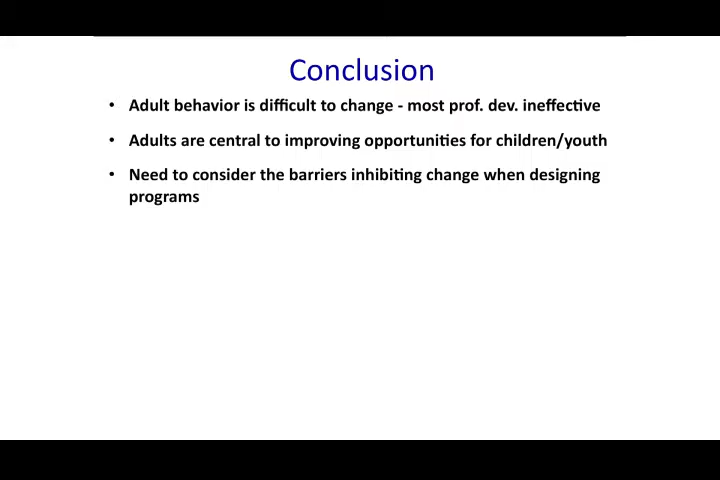 Conclusion
• Adult behavior is difficult to change - most prof. dev. ineffective
• Adults are central to improving opportunities for children/youth
• Need to consider the barriers inhibiting change when designing
programs